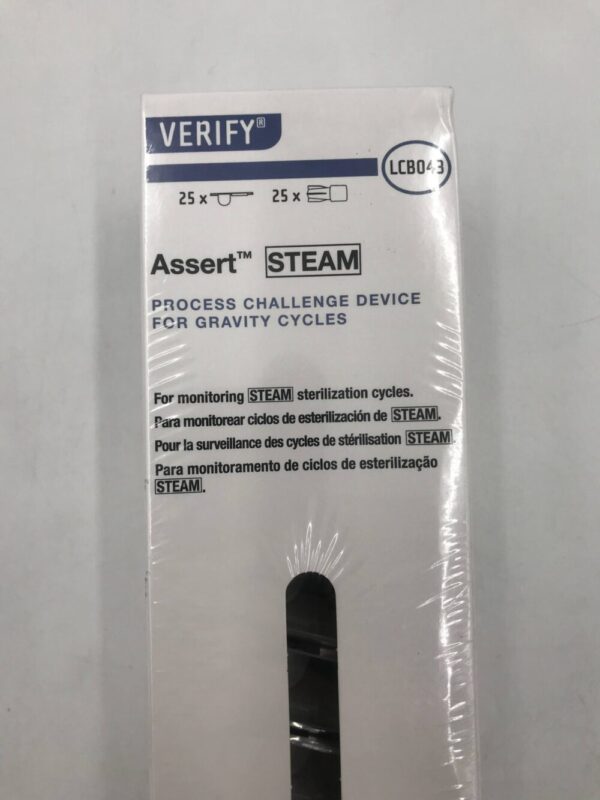 VERIFY®
LCB043
25 x 25 x
Assert™ STEAM
PROCESS CHALLENGE DEVICE
FOR GRAVITY CYCLES
For monitoring STEAM sterilization cycles.
Para monitorear ciclos de esterilización de STEAM.
Pour la surveillance des cycles de stérilisation STEAM.
Para monitoramento de ciclos de esterilização
STEAM.